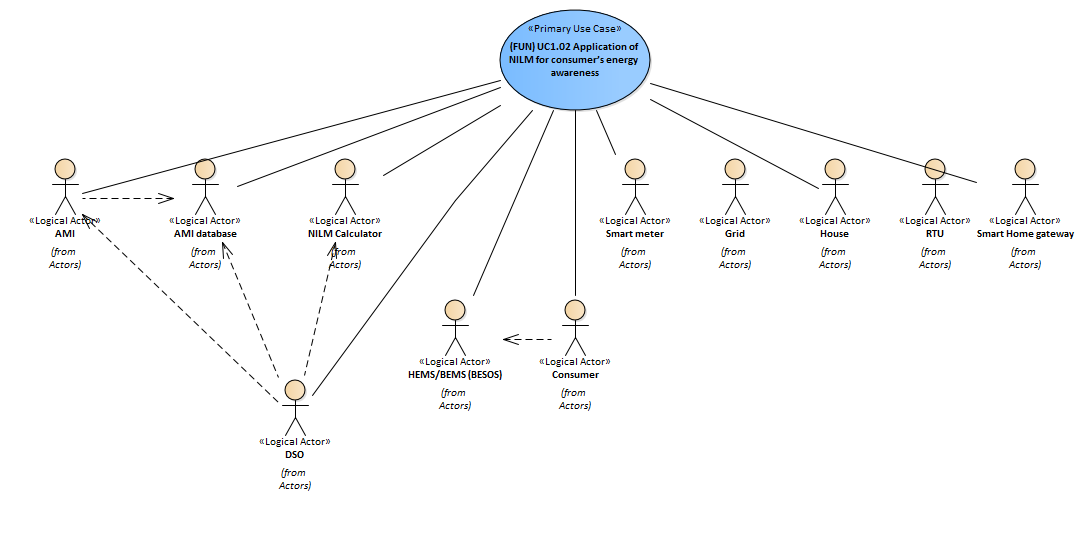 «Primary Use Case»
(FUN) UC1.02 Application of
NILM for consumer's energy
awareness
«Logical Actor»
AMI
(from
Actors)
«Logical Actor»
AMI database
(from
Actors)
«Logical Actor»
NILM Calculator
(from
Actors)
«Logical Actor»
Smart meter
(from
Actors)
«Logical Actor»
Grid
(from
Actors)
«Logical Actor»
House
(from
Actors)
«Logical Actor»
RTU
(from
Actors)
«Logical Actor»
Smart Home gateway
(from
Actors)
«Logical Actor»
HEMS/BEMS (BESOS)
(from
Actors)
«Logical Actor»
Consumer
(from
Actors)
«Logical Actor»
DSO
(from
Actors)